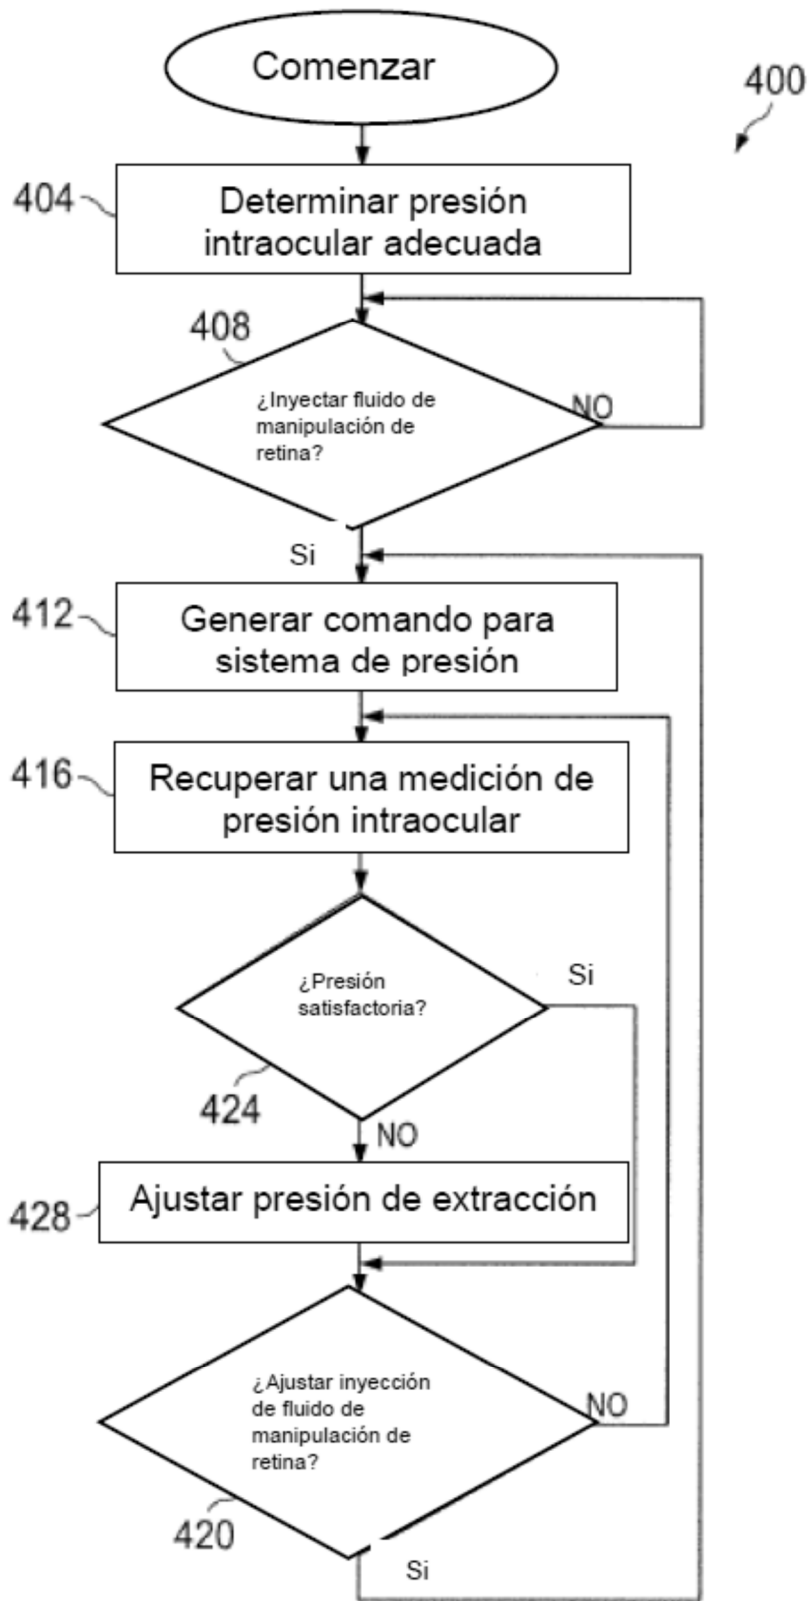 Comenzar
400
404
Determinar presión
intraocular adecuada
408
¿Inyectar fluido de
manipulación de
retina?
NO
Si
412
Generar comando para
sistema de presión
416
Recuperar una medición de
presión intraocular
¿Presión
satisfactoria?
Si
424
NO
428
Ajustar presión de extracción
¿Ajustar inyección
de fluido de
manipulación de
retina?
NO
420
Si